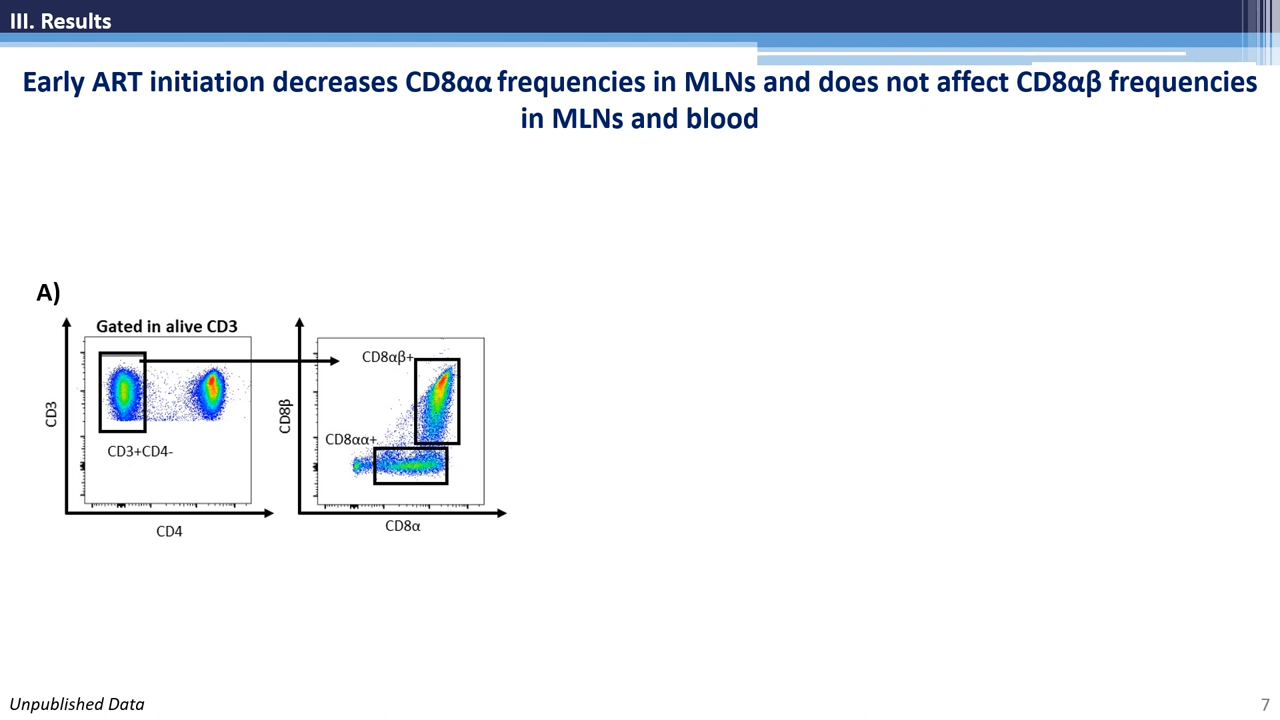 III. Results
Early ART initiation decreases CD8αα frequencies in MLNs and does not affect CD8αβ frequencies
in MLNs and blood
A)
Gated in alive CD3
CD3
CD3+CD4-
CD4
CD8β
CD8αβ+
CD8αα+
CD8α
Unpublished Data
7